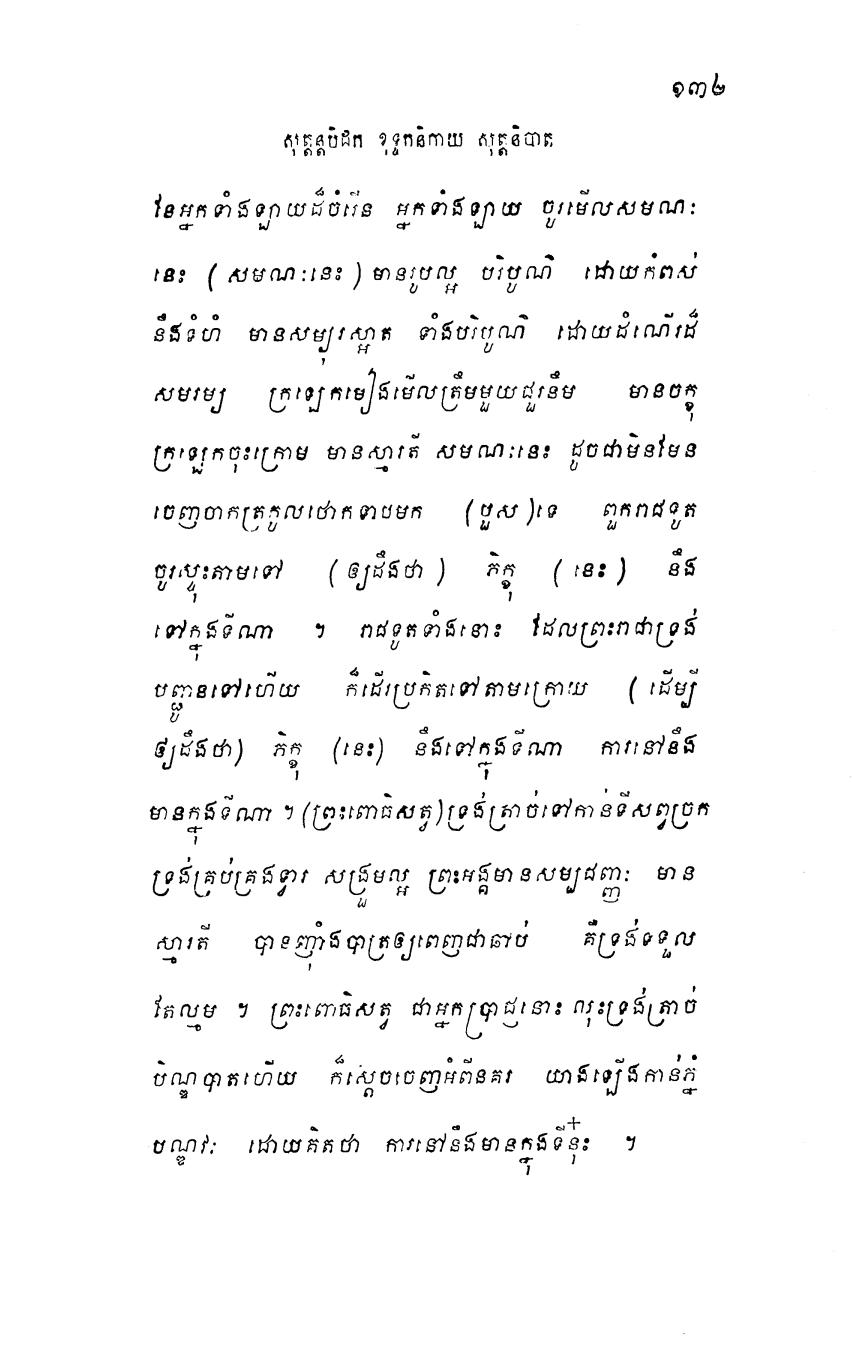 ១៣៤
សុត្តន្តបិដក ខុទ្ទកនិកាយ សុត្តនិបាត
នែអ្នកទាំងឡាយដ៏ចំរើន អ្នកទាំងឡាយ ចូរមើលសមណៈ
នេះ (សមណៈនេះ) មានរូបល្អ បរិបូណ៌ ដោយកំពស់
នឹងទំហំ មានសម្បុរស្អាត ទាំងបរិបូណ៌ ដោយដំណើរដ៏
សមរម្យ ក្រឡេកមៀងមើលត្រឹមមួយជួរនឹម មានចក្ខុ
ក្រឡេកចុះក្រោម មានស្មារតី សមណៈនេះ ដូចជាមិនមែន
ចេញចាកត្រកូលថោកទាបមក (បួស) ទេ ពួករាជទូត
ចូរស្ទុះតាមទៅ (ឲ្យដឹងថា) ភិក្ខុ (នេះ) នឹង
ទៅក្នុងទីណា ។ រាជទូតទាំងនោះ ដែលព្រះរាជាទ្រង់
បញ្ជូនទៅហើយ ក៏ដើរប្រកិតទៅតាមក្រោយ (ដើម្បី
ឲ្យដឹងថា) ភិក្ខុ (នេះ) នឹងទៅក្នុងទីណា ការនៅនឹង
មានក្នុងទីណា ។ (ព្រះពោធិសត្វ) ទ្រង់ត្រាច់ទៅកាន់ទីសព្វច្រក
ទ្រង់គ្រប់គ្រងទ្វារ សង្រួមល្អ ព្រះអង្គមានសម្បជញ្ញៈ មាន
ស្មារតី បានញ៉ាំងបាត្រឲ្យពេញជាឆាប់ គឺទ្រង់ទទួល
តែល្មម ។ ព្រះពោធិសត្វ ជាអ្នកប្រាជ្ញនោះ លុះទ្រង់ត្រាច់
បិណ្ឌបាតហើយ ក៏ស្តេចចេញអំពីនគរ យាងឡើងកាន់ភ្នំ
បណ្ឌវៈ ដោយគិតថា ការនៅនឹងមានក្នុងទីនុ៎ះ ។